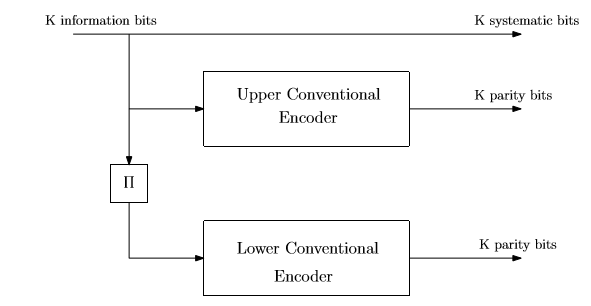 K information bits
K systematic bits
Upper Conventional
Encoder
K parity bits
Π
Lower Conventional
Encoder
K parity bits